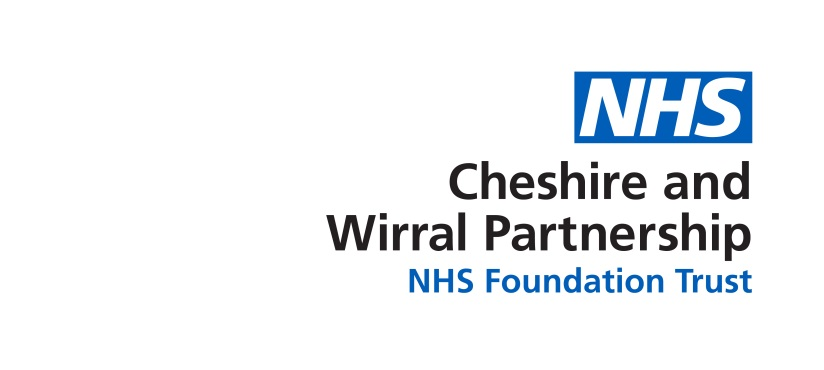 NHS
Cheshire and
Wirral Partnership
NHS Foundation Trust